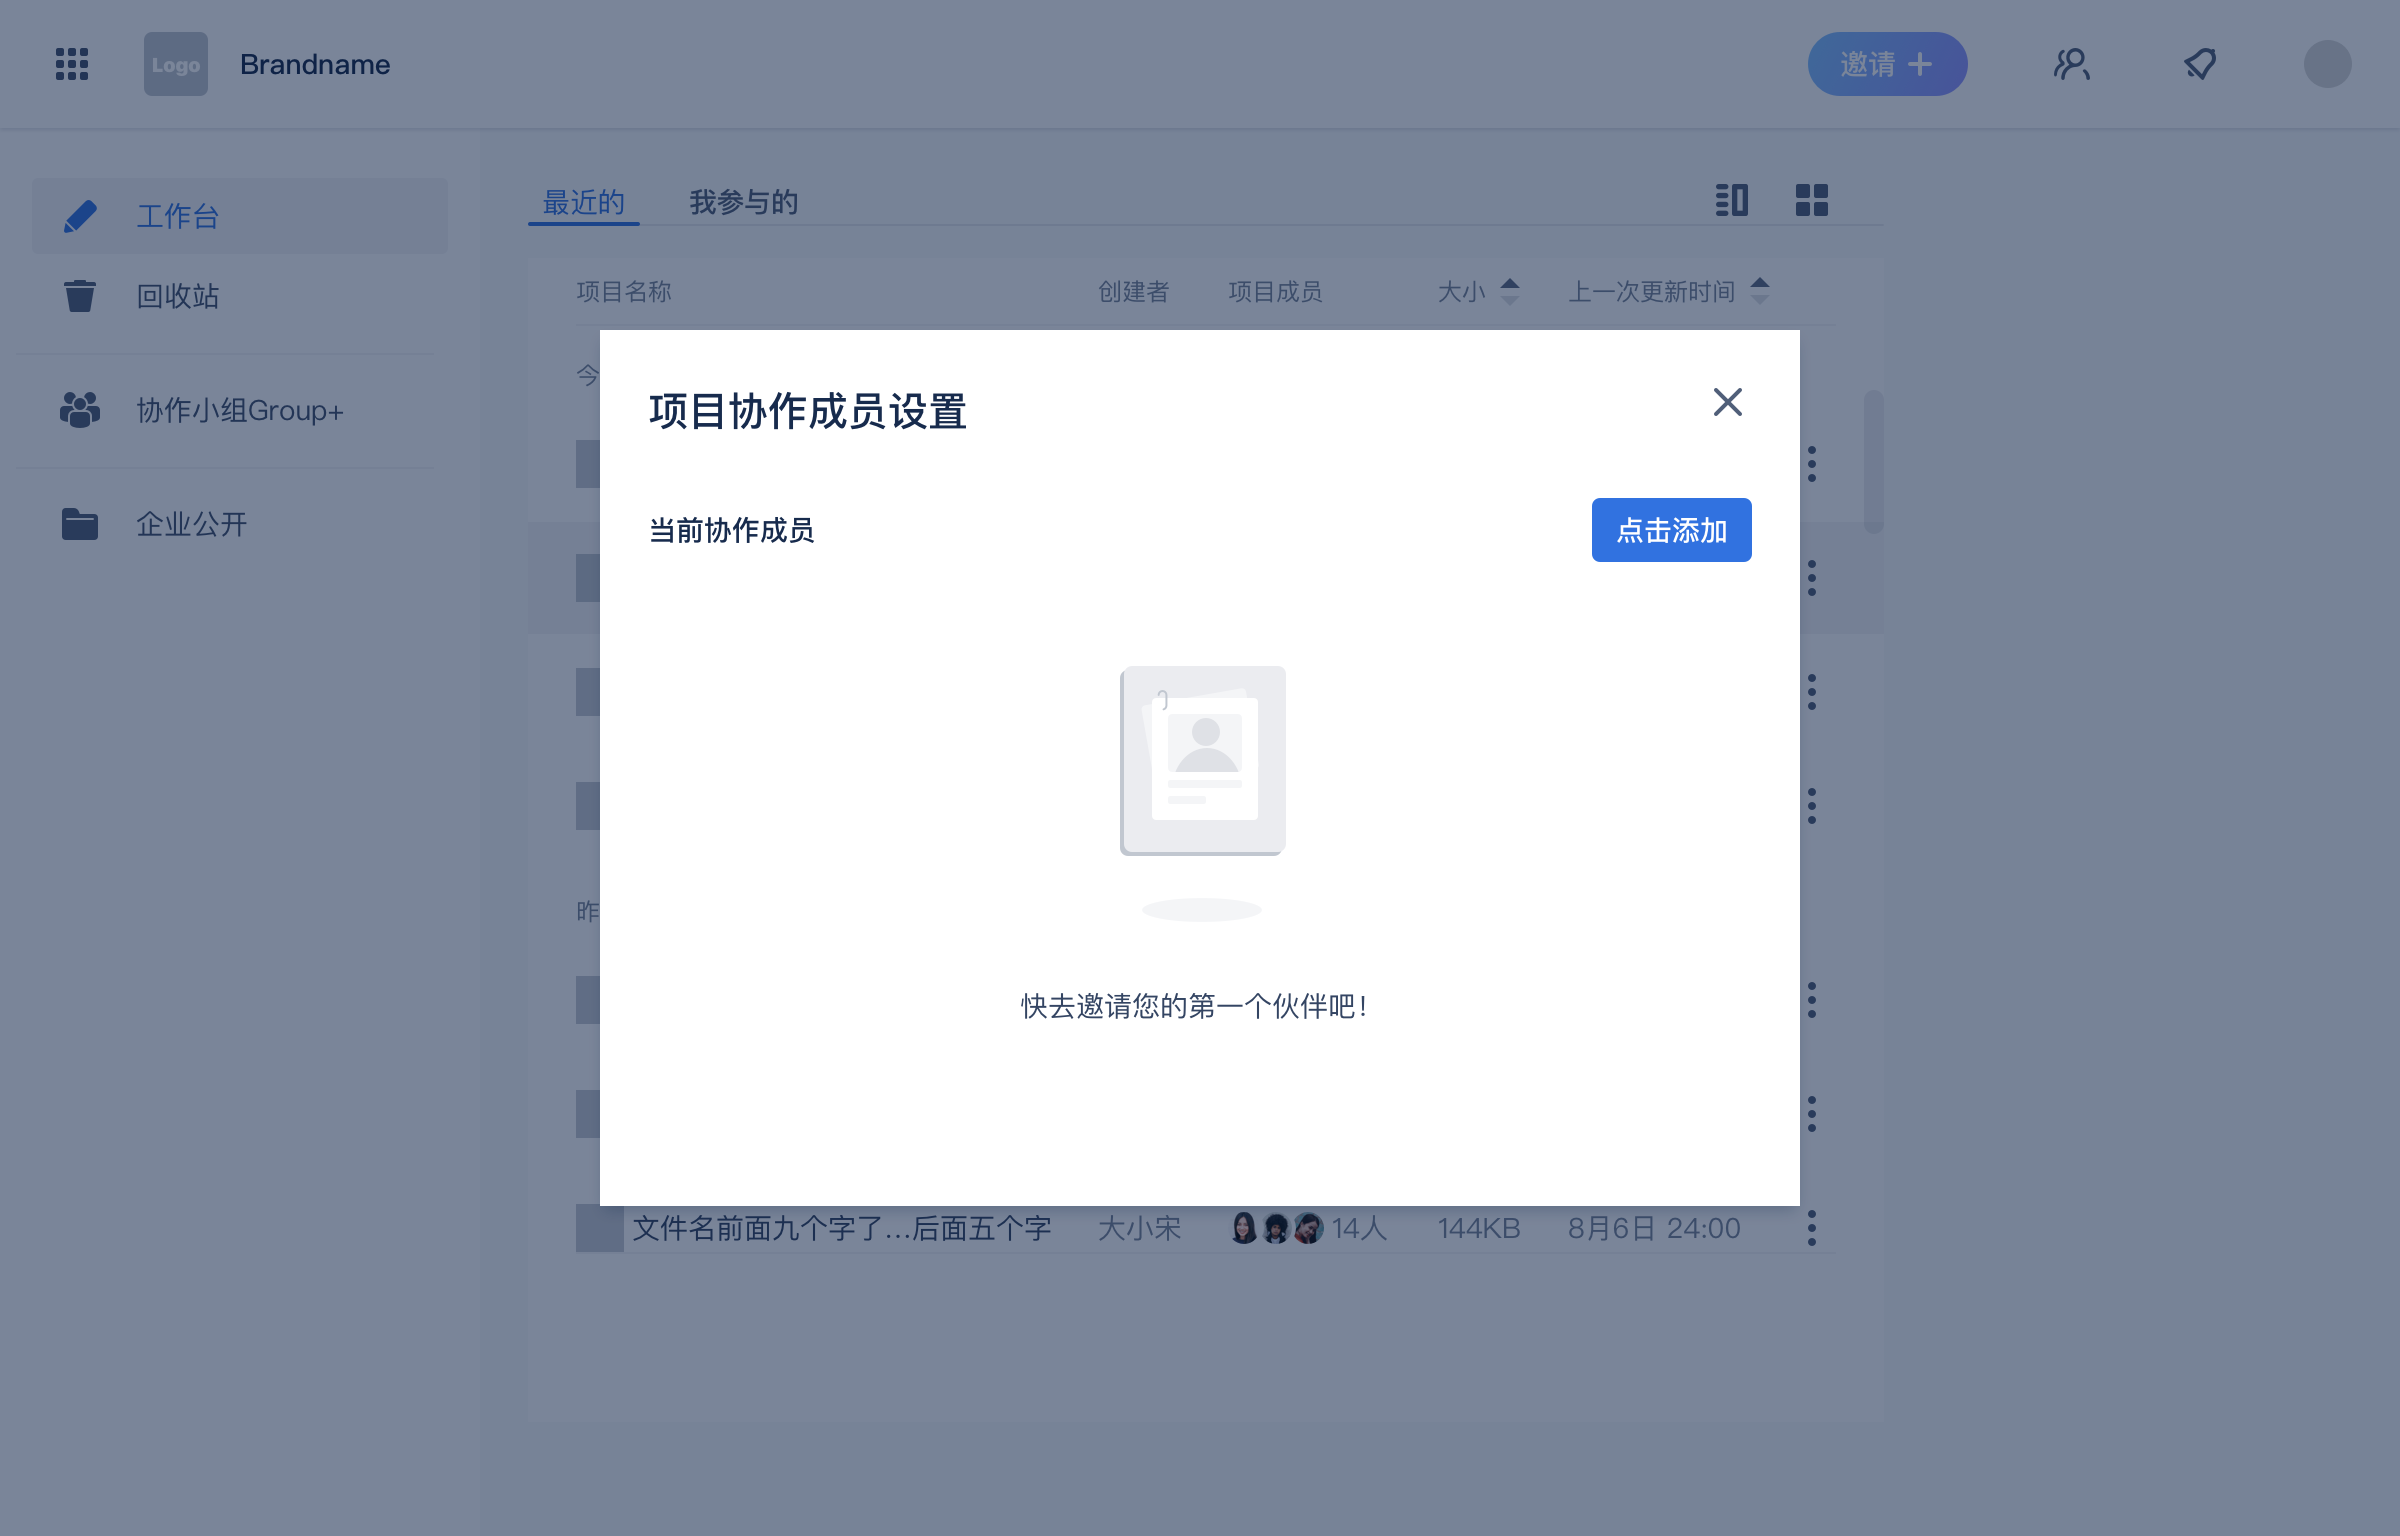 Logo
Brandname
邀请
工作台
回收站
协作小组Group+
企业公开
最近的
我参与的
项目名称
创建者
项目成员
大小
上一次更新时间
今
项目协作成员设置
当前协作成员
点击添加
快去邀请您的第一个伙伴吧！
昨
文件名前面九个字了...后面五个字
大小宋
14人
144KB
8月6日 24:00